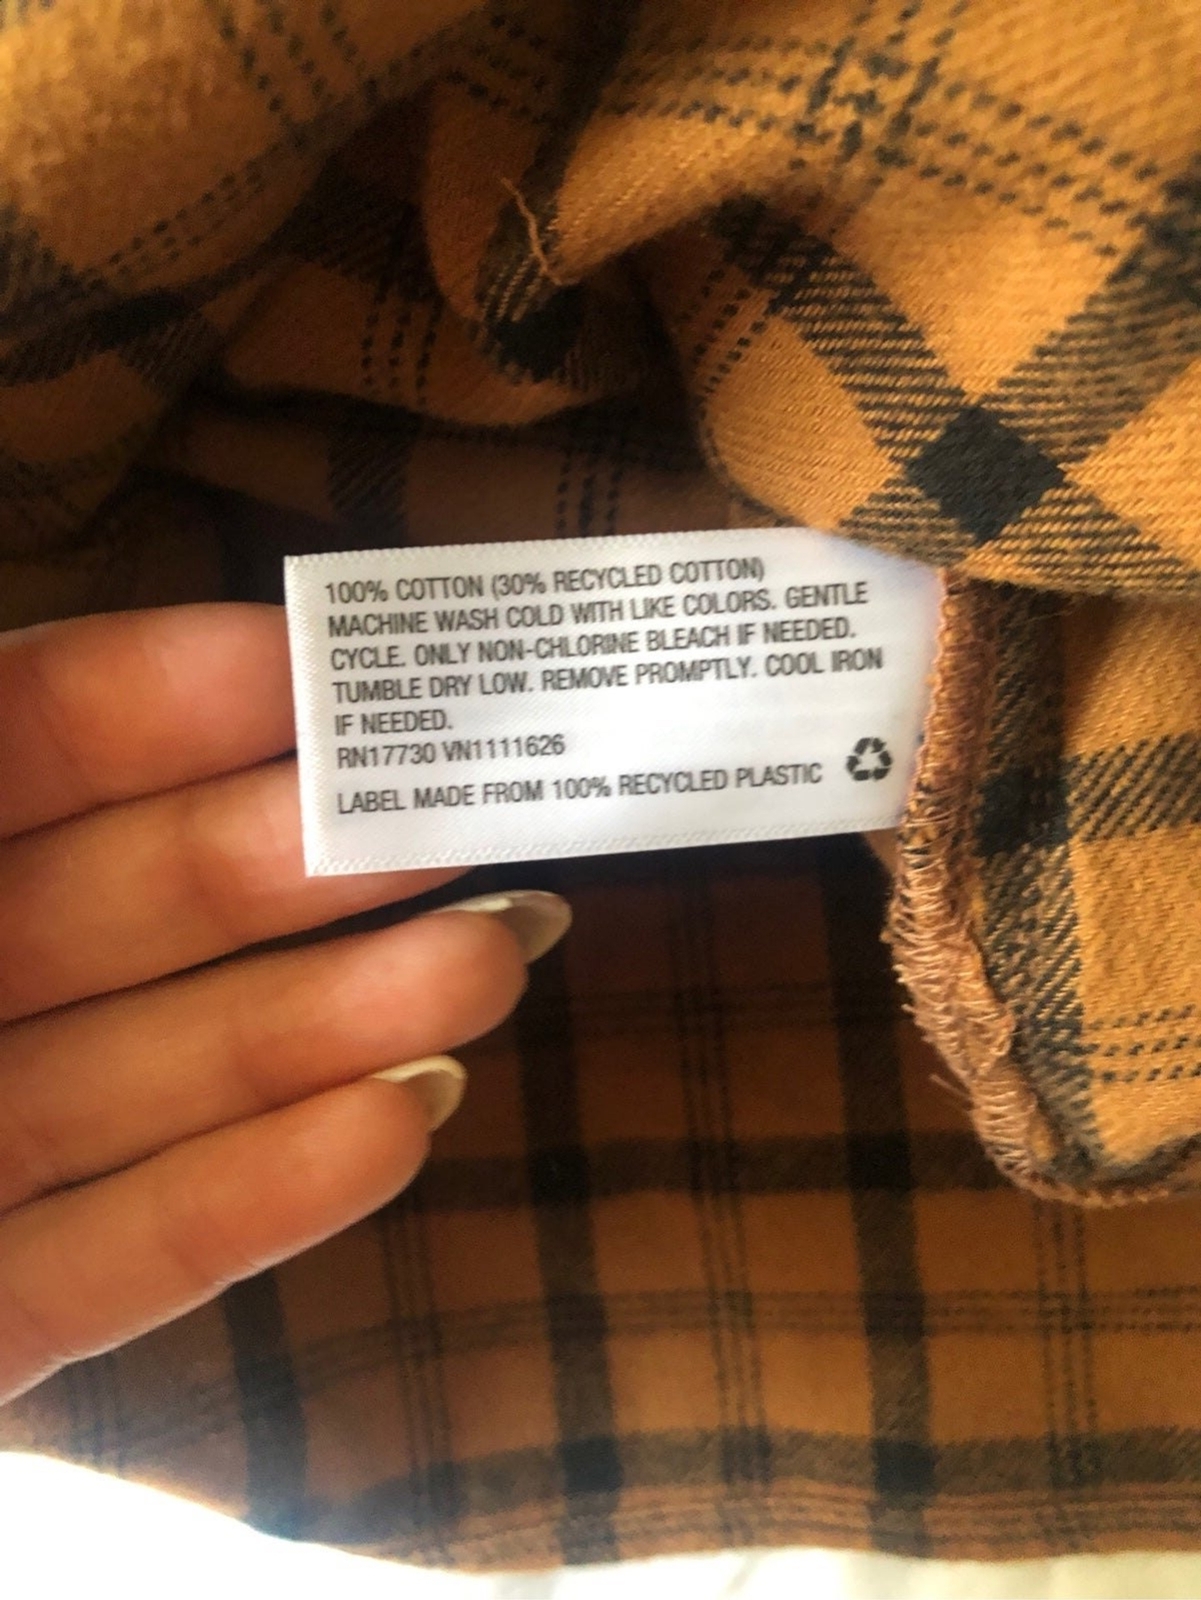 100% COTTON (30% RECYCLED COTTON)
MACHINE WASH COLD WITH LIKE COLORS. GENTLE
CYCLE. ONLY NON-CHLORINE BLEACH IF NEEDED.
TUMBLE DRY LOW. REMOVE PROMPTLY. COOL IRON
IF NEEDED.
RN17730 VN1111626
LABEL MADE FROM 100% RECYCLED PLASTIC